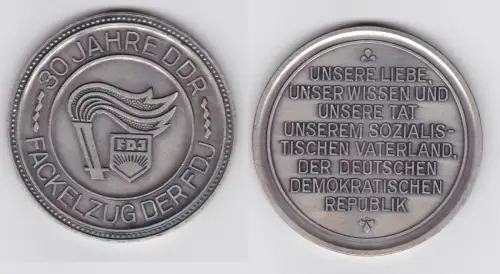 30 JAHRE DDR
FDJ
FACKELZUG DER FDJ
UNSERE LIEBE,
UNSER WISSEN UND
UNSERE TAT
UNSEREM SOZIALIS-
TISCHEN VATERLAND,
DER DEUTSCHEN
DEMOKRATISCHEN
REPUBLIK